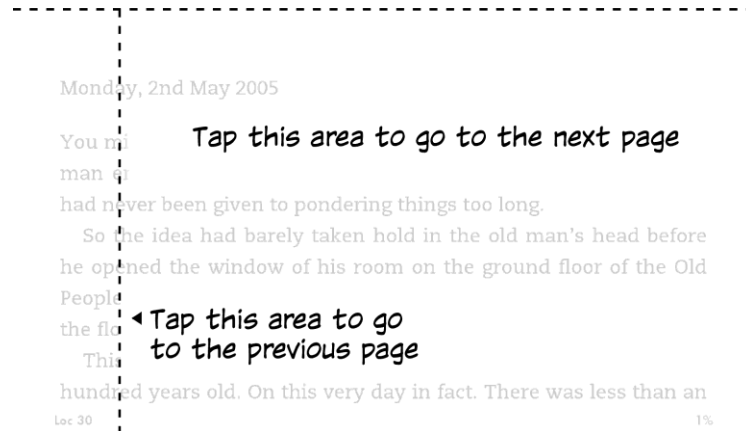 Monday, 2nd May 2005
Tap this area to go to the next page
You
man
had never been given to pondering things too long.
So the idea had barely taken hold in the old man's head before
he opened the window of his room on the ground floor of the Old
People
the
Tap this area to go
to the previous page
This
hundred years old. On this very day in fact. There was less than an
Loc 30
1%